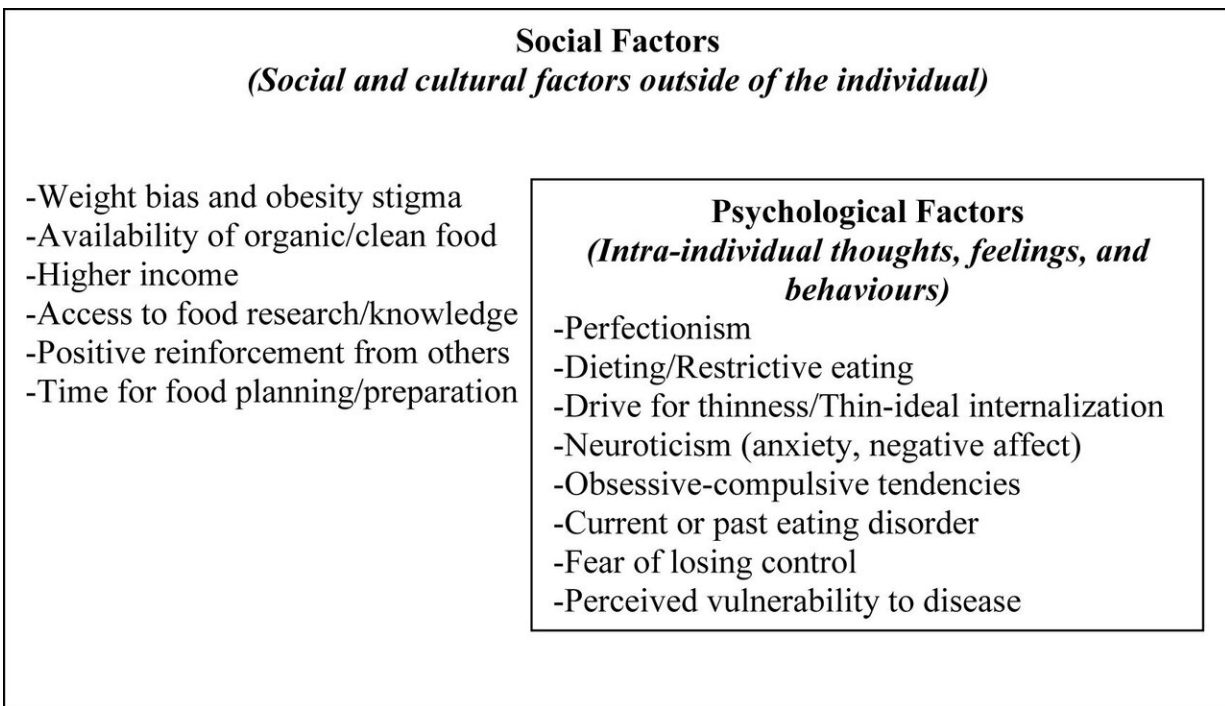 Social Factors
(Social and cultural factors outside of the individual)
-Weight bias and obesity stigma
-Availability of organic/clean food
-Higher income
-Access to food research/knowledge
-Positive reinforcement from others
-Time for food planning/preparation
Psychological Factors
(Intra-individual thoughts, feelings, and
behaviours)
-Perfectionism
-Dieting/Restrictive eating
-Drive for thinness/Thin-ideal internalization
-Neuroticism (anxiety, negative affect)
-Obsessive-compulsive tendencies
-Current or past eating disorder
-Fear of losing control
-Perceived vulnerability to disease